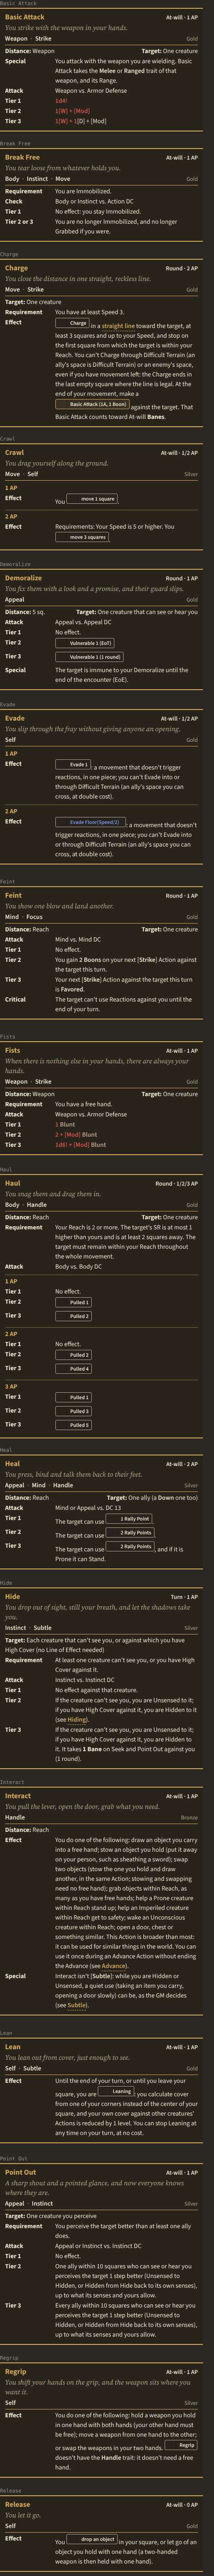 Basic Attack
Basic Attack At-will · 1 AP
You strike with the weapon in your hands.
Weapon · Strike Gold
Distance: Weapon Target: One creature
Special You attack with the weapon you are wielding. Basic
Attack takes the Melee or Ranged trait of that
weapon, and its Range.
Attack Weapon vs. Armor Defense
Tier 1 1d4!
Tier 2 1[W] + [Mod]
Tier 3 1[W] + 1[D] + [Mod]
Break Free
Break Free At-will · 1 AP
You tear loose from whatever holds you.
Body · Instinct · Move Gold
Requirement You are Immobilized.
Check Body or Instinct vs. Action DC
Tier 1 No effect: you stay Immobilized.
Tier 2 or 3 You are no longer Immobilized, and no longer
Grabbed if you were.
Charge
Charge Round · 2 AP
You close the distance in one straight, reckless line.
Move · Strike Gold
Target: One creature
Requirement You have at least Speed 3.
Effect
Charge in a straight line toward the target, at
least 3 squares and up to your Speed, and stop on
the first square from which the target is within your
Reach. You can't Charge through Difficult Terrain (an
ally's space is Difficult Terrain) or an enemy's space,
even if you have movement left: the Charge ends in
the last empty square where the line is legal. At the
end of your movement, make a
Basic Attack (1A, 1 Boon) against the target. That
Basic Attack counts toward At-will Banes.
Crawl
Crawl At-will · 1/2 AP
You drag yourself along the ground.
Move · Self Silver
1 AP
Effect
You move 1 square
2 AP
Effect Requirements: Your Speed is 5 or higher. You
move 3 squares
Demoralize
Demoralize Round · 1 AP
You fix them with a look and a promise, and their guard slips.
Appeal Gold
Distance: 5 sq. Target: One creature that can see or hear you
Attack Appeal vs. Appeal DC
Tier 1 No effect.
Tier 2 Vulnerable 1 (EoT)
Tier 3 Vulnerable 1 (1 round)
Special The target is immune to your Demoralize until the
end of the encounter (EoE).
Evade
Evade At-will · 1/2 AP
You slip through the fray without giving anyone an opening.
Self Gold
1 AP
Effect
Evade 1: a movement that doesn't trigger
reactions, in one piece; you can't Evade into or
through Difficult Terrain (an ally's space you can
cross, at double cost).
2 AP
Effect
Evade Floor(Speed/2): a movement that doesn't
trigger reactions, in one piece; you can't Evade into
or through Difficult Terrain (an ally's space you can
cross, at double cost).
Feint
Feint Round · 1 AP
You show one blow and land another.
Mind · Focus Gold
Distance: Reach Target: One creature
Attack Mind vs. Mind DC
Tier 1 No effect.
Tier 2 You gain 2 Boons on your next [Strike] Action against
the target this turn.
Tier 3 Your next [Strike] Action against the target this turn
is Favored.
Critical The target can't use Reactions against you until the
end of your turn.
Fists
Fists At-will · 1 AP
When there is nothing else in your hands, there are always your
hands.
Weapon · Strike Gold
Distance: Weapon Target: One creature
Requirement You have a free hand.
Attack Weapon vs. Armor Defense
Tier 1 1 Blunt
Tier 2 2 + [Mod] Blunt
Tier 3 1d6! + [Mod] Blunt
Haul
Haul Round · 1/2/3 AP
You snag them and drag them in.
Body · Handle Gold
Distance: Reach Target: One creature
Requirement Your Reach is 2 or more. The target's SR is at most 1
higher than yours and is at least 2 squares away. The
target must remain within your Reach throughout
the whole movement.
Attack Body vs. Body DC
1 AP
Tier 1 No effect.
Tier 2 Pulled 1
Tier 3 Pulled 2
2 AP
Tier 1 No effect.
Tier 2 Pulled 2
Tier 3 Pulled 4
3 AP
Tier 1 Pulled 1
Tier 2 Pulled 3
Tier 3 Pulled 5
Heal
Heal At-will · 2 AP
You press, bind and talk them back to their feet.
Appeal · Mind · Handle Gold
Distance: Reach Target: One ally (a Down one too)
Attack Mind or Appeal vs. DC 13
Tier 1
The target can use 1 Rally Point
Tier 2
The target can use 2 Rally Points
Tier 3
The target can use 2 Rally Points, and if it is
Prone it can Stand.
Hide
Hide Turn · 1 AP
You drop out of sight, still your breath, and let the shadows take
you.
Instinct · Subtle Silver
Target: Each creature that can't see you, or against which you have
High Cover (no Line of Effect needed)
Requirement At least one creature can't see you, or you have High
Cover against it.
Attack Instinct vs. Instinct DC
Tier 1 No effect against that creature.
Tier 2 If the creature can't see you, you are Unsensed to it;
if you have High Cover against it, you are Hidden to it
(see Hiding).
Tier 3 If the creature can't see you, you are Unsensed to it;
if you have High Cover against it, you are Hidden to
it. It takes 1 Bane on Seek and Point Out against you
(1 round).
Interact
Interact At-will · 1 AP
You pull the lever, open the door, grab what you need.
Handle Bronze
Distance: Reach
Effect You do one of the following: draw an object you carry
into a free hand; stow an object you hold (put it away
on your person, such as sheathing a sword); swap
two objects (stow the one you hold and draw
another, in the same Action; stowing and swapping
need no free hand); grab objects within Reach, as
many as you have free hands; help a Prone creature
within Reach to stand up; help an Imperiled creature
within Reach get to safety; wake an Unconscious
creature within Reach; open a door, chest or
something similar. This Action is broader than most:
it can be used for similar things in the world. You can
use it once during an Advance Action without ending
the Advance (see Advance).
Special Interact isn't [Subtle]: while you are Hidden or
Unsensed, a quiet use (taking an item you carry,
opening a door slowly) can be, as the GM decides
(see Subtle).
Lean
Lean At-will · 1 AP
You lean out from cover, just enough to see.
Self · Subtle Gold
Effect Until the end of your turn, or until you leave your
square, you are Leaning: you calculate cover
from one of your corners instead of the center of your
square, and your own cover against other creatures'
Actions is reduced by 1 level. You can stop Leaning at
any time on your turn, at no cost.
Point Out
Point Out At-will · 1 AP
A sharp shout and a pointed glance, and now everyone knows
where they are.
Appeal · Instinct Silver
Target: One creature you perceive
Requirement You perceive the target better than at least one ally
does.
Attack Appeal or Instinct vs. Instinct DC
Tier 1 No effect.
Tier 2 One ally within 10 squares who can see or hear you
perceives the target 1 step better (Unsensed to
Hidden, or Hidden from Hide back to its own senses),
up to what its senses and yours allow.
Tier 3 Every ally within 10 squares who can see or hear you
perceives the target 1 step better (Unsensed to
Hidden, or Hidden from Hide back to its own senses),
up to what its senses and yours allow.
Regrip
Regrip At-will · 1 AP
You shift your hands on the grip, and the weapon sits where you
want it.
Self Silver
Effect You do one of the following: hold a weapon you hold
in one hand with both hands (your other hand must
be free); move a weapon from one hand to the other;
or swap the weapons in your two hands. Regrip
doesn't have the Handle trait: it doesn't need a free
hand.
Release
Release At-will · 0 AP
You let it go.
Self Gold
Effect
You drop an object in your square, or let go of an
object you hold with one hand (a two-handed
weapon is then held with one hand).